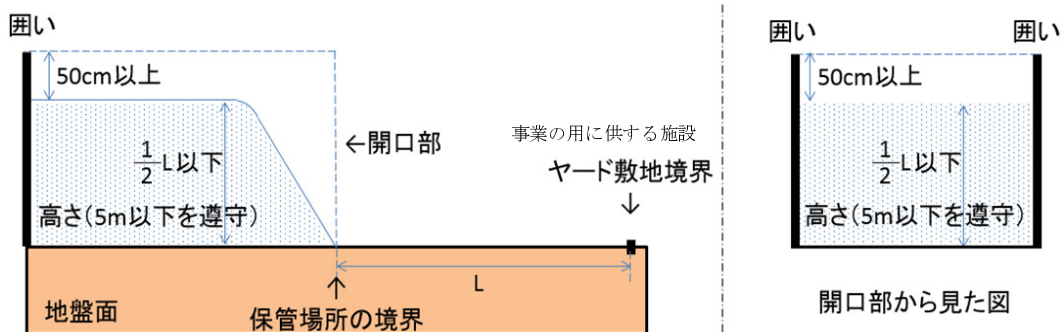 囲い
50cm以上
1/2 L以下
高さ(5m以下を遵守)
←開口部
事業の用に供する施設
ヤード敷地境界
↓
L
地盤面
↑
保管場所の境界
囲い
囲い
50cm以上
1/2 L以下
高さ(5m以下を遵守)
開口部から見た図